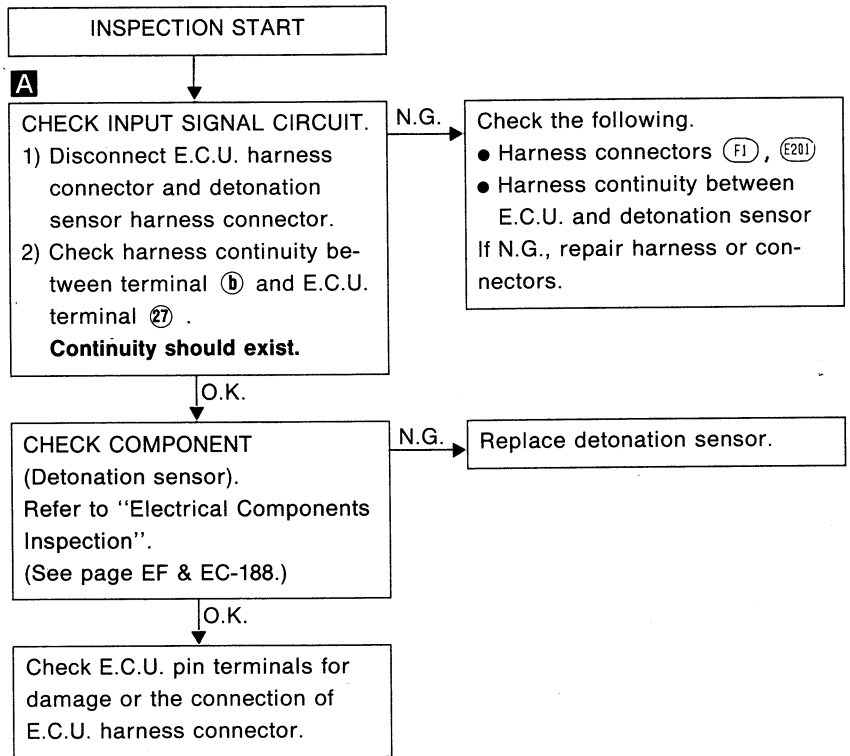 INSPECTION START
A
CHECK INPUT SIGNAL CIRCUIT.
1) Disconnect E.C.U. harness
connector and detonation
sensor harness connector.
2) Check harness continuity be-
tween terminal ⓑ and E.C.U.
terminal ㉗ .
Continuity should exist.
N.G.
Check the following.
● Harness connectors (F1) , (E201)
● Harness continuity between
E.C.U. and detonation sensor
If N.G., repair harness or con-
nectors.
O.K.
CHECK COMPONENT
(Detonation sensor).
Refer to ‘‘Electrical Components
Inspection’’.
(See page EF & EC-188.)
N.G.
Replace detonation sensor.
O.K.
Check E.C.U. pin terminals for
damage or the connection of
E.C.U. harness connector.